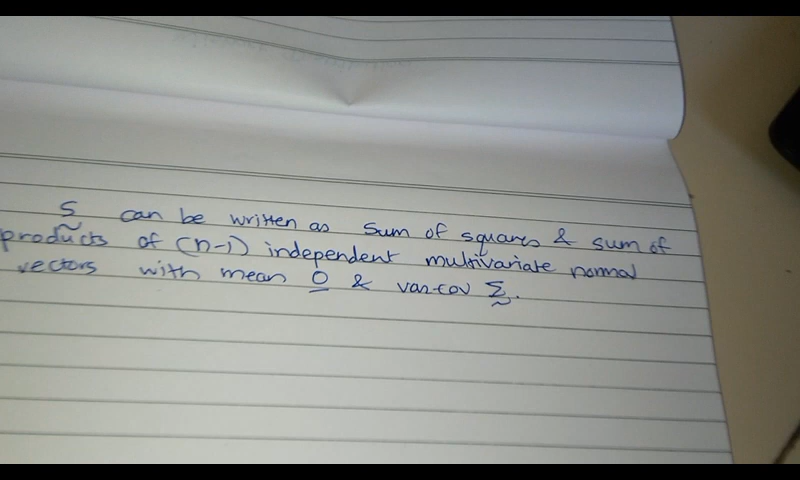 S can be written as sum of squares & sum of
products of (n-1) independent multivariate normal
vectors with mean 0 & var-cov Σ.